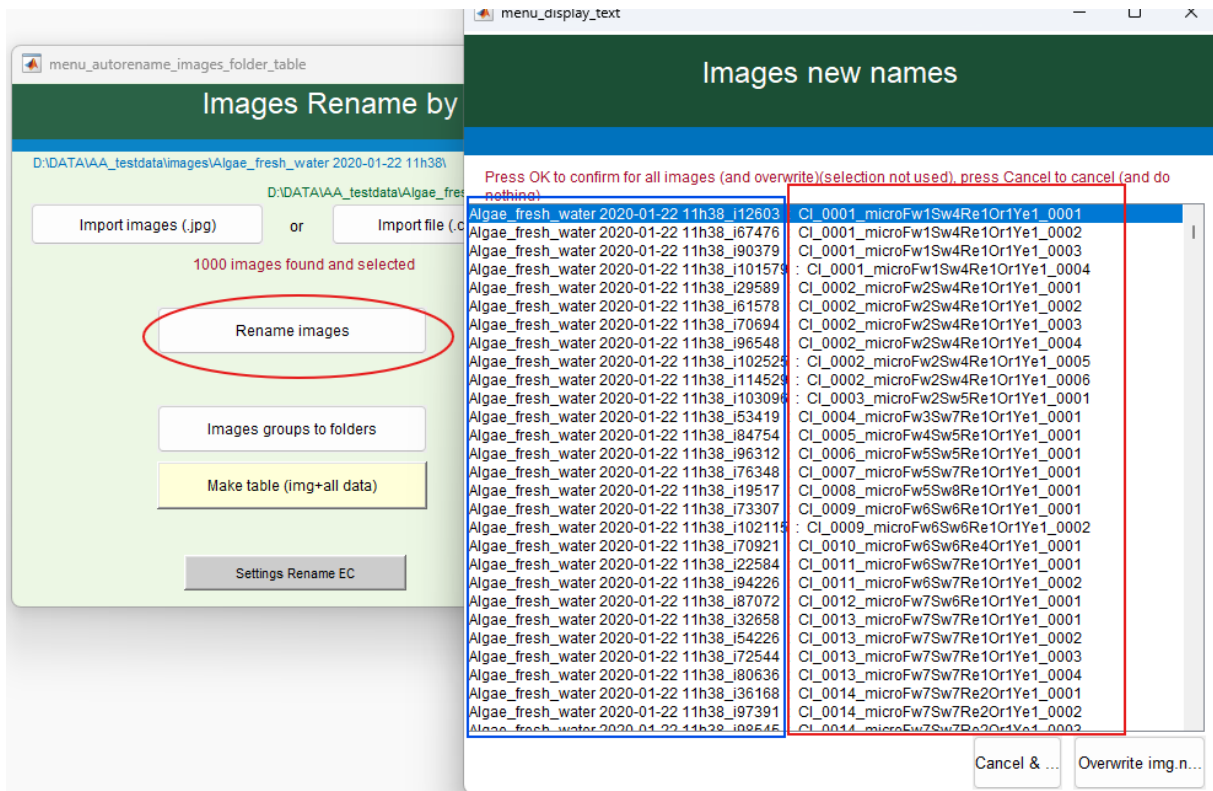 menu_display_text
Images new names
Press OK to confirm for all images (and overwrite)(selection not used), press Cancel to cancel (and do
nothing)
menu_autorename_images_folder_table
Images Rename by
D:\DATA\AA_testdata\images\Algae_fresh_water 2020-01-22 11h38\
D:\DATA\AA_testdata\Algae_fres
Import images (.jpg)
or
Import file (.c
1000 images found and selected
Rename images
Images groups to folders
Make table (img+all data)
Settings Rename EC
Algae_fresh_water 2020-01-22 11h38_i12603 : CI_0001_microFw1Sw4Re1Or1Ye1_0001
Algae_fresh_water 2020-01-22 11h38_i67476 : CI_0001_microFw1Sw4Re1Or1Ye1_0002
Algae_fresh_water 2020-01-22 11h38_i90379 : CI_0001_microFw1Sw4Re1Or1Ye1_0003
Algae_fresh_water 2020-01-22 11h38_i101579 : CI_0001_microFw1Sw4Re1Or1Ye1_0004
Algae_fresh_water 2020-01-22 11h38_i29589 : CI_0002_microFw2Sw4Re1Or1Ye1_0001
Algae_fresh_water 2020-01-22 11h38_i61578 : CI_0002_microFw2Sw4Re1Or1Ye1_0002
Algae_fresh_water 2020-01-22 11h38_i70694 : CI_0002_microFw2Sw4Re1Or1Ye1_0003
Algae_fresh_water 2020-01-22 11h38_i96548 : CI_0002_microFw2Sw4Re1Or1Ye1_0004
Algae_fresh_water 2020-01-22 11h38_i102525 : CI_0002_microFw2Sw4Re1Or1Ye1_0005
Algae_fresh_water 2020-01-22 11h38_i114529 : CI_0002_microFw2Sw4Re1Or1Ye1_0006
Algae_fresh_water 2020-01-22 11h38_i103096 : CI_0003_microFw2Sw5Re1Or1Ye1_0001
Algae_fresh_water 2020-01-22 11h38_i53419 : CI_0004_microFw3Sw7Re1Or1Ye1_0001
Algae_fresh_water 2020-01-22 11h38_i84754 : CI_0005_microFw4Sw5Re1Or1Ye1_0001
Algae_fresh_water 2020-01-22 11h38_i96312 : CI_0006_microFw5Sw5Re1Or1Ye1_0001
Algae_fresh_water 2020-01-22 11h38_i76348 : CI_0007_microFw5Sw7Re1Or1Ye1_0001
Algae_fresh_water 2020-01-22 11h38_i19517 : CI_0008_microFw5Sw8Re1Or1Ye1_0001
Algae_fresh_water 2020-01-22 11h38_i73307 : CI_0009_microFw6Sw6Re1Or1Ye1_0001
Algae_fresh_water 2020-01-22 11h38_i102115 : CI_0009_microFw6Sw6Re1Or1Ye1_0002
Algae_fresh_water 2020-01-22 11h38_i70921 : CI_0010_microFw6Sw6Re4Or1Ye1_0001
Algae_fresh_water 2020-01-22 11h38_i22584 : CI_0011_microFw6Sw7Re1Or1Ye1_0001
Algae_fresh_water 2020-01-22 11h38_i94226 : CI_0011_microFw6Sw7Re1Or1Ye1_0002
Algae_fresh_water 2020-01-22 11h38_i87072 : CI_0012_microFw7Sw6Re1Or1Ye1_0001
Algae_fresh_water 2020-01-22 11h38_i32658 : CI_0013_microFw7Sw7Re1Or1Ye1_0001
Algae_fresh_water 2020-01-22 11h38_i54226 : CI_0013_microFw7Sw7Re1Or1Ye1_0002
Algae_fresh_water 2020-01-22 11h38_i72544 : CI_0013_microFw7Sw7Re1Or1Ye1_0003
Algae_fresh_water 2020-01-22 11h38_i80636 : CI_0013_microFw7Sw7Re1Or1Ye1_0004
Algae_fresh_water 2020-01-22 11h38_i36168 : CI_0014_microFw7Sw7Re2Or1Ye1_0001
Algae_fresh_water 2020-01-22 11h38_i97391 : CI_0014_microFw7Sw7Re2Or1Ye1_0002
Algae_fresh_water 2020-01-22 11h38_i98545 : CI_0014_microFw7Sw7Re2Or1Ye1_0003
Cancel & ...
Overwrite img.n...